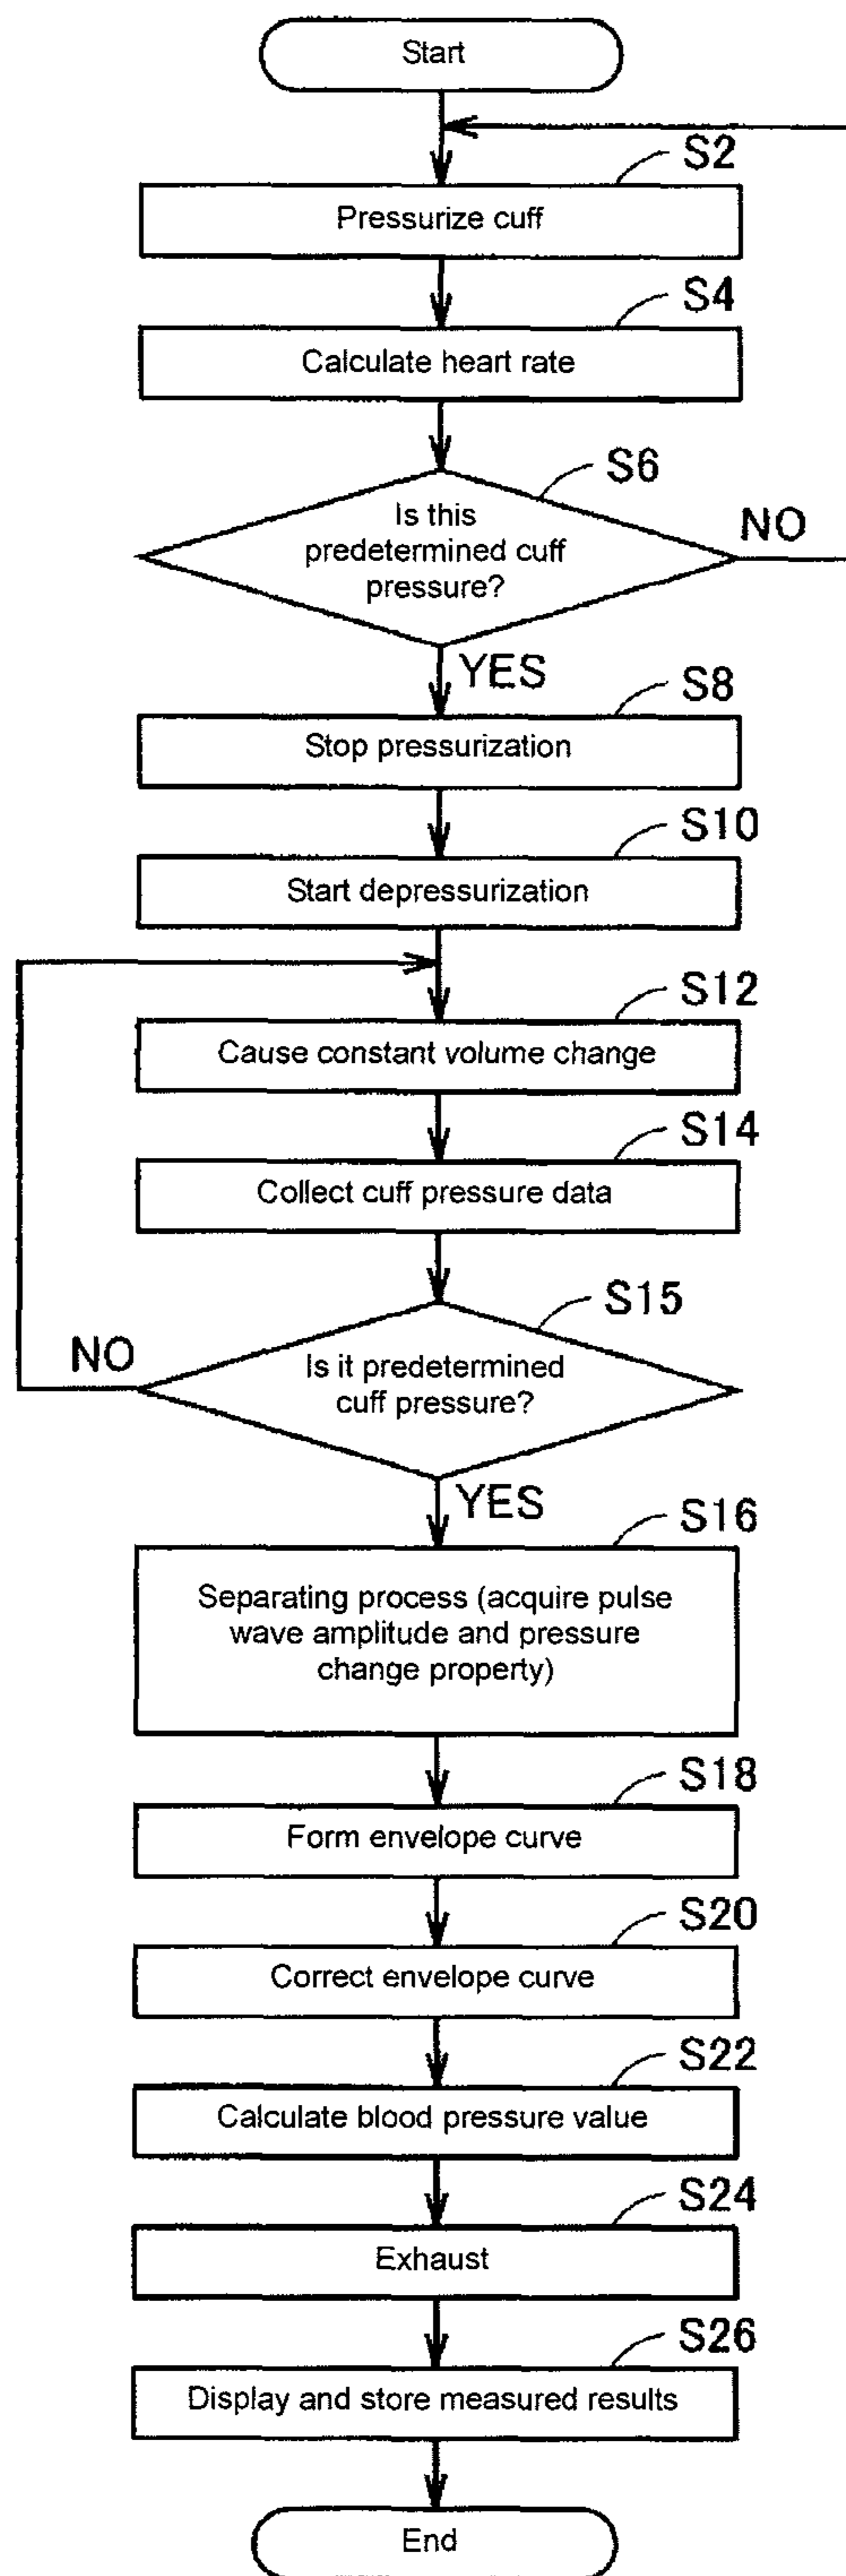 Start
S2
Pressurize cuff
S4
Calculate heart rate
S6
Is this
predetermined cuff
pressure?
NO
YES
S8
Stop pressurization
S10
Start depressurization
S12
Cause constant volume change
S14
Collect cuff pressure data
S15
Is it predetermined
cuff pressure?
NO
YES
S16
Separating process (acquire pulse
wave amplitude and pressure
change property)
S18
Form envelope curve
S20
Correct envelope curve
S22
Calculate blood pressure value
S24
Exhaust
S26
Display and store measured results
End